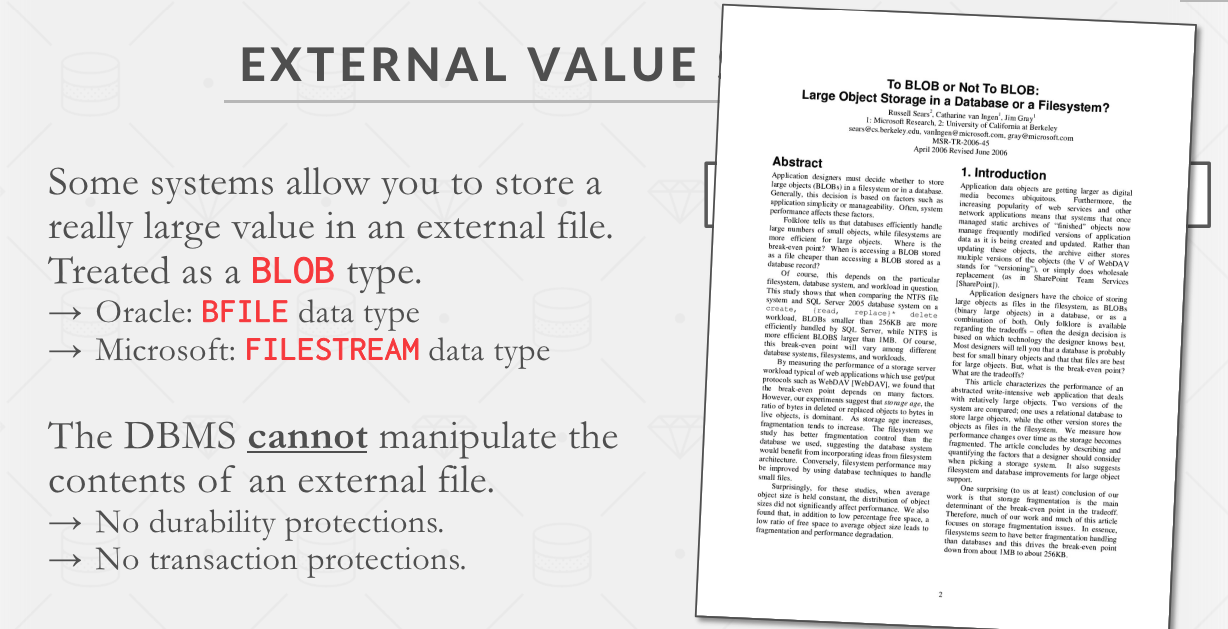 EXTERNAL VALUE
Some systems allow you to store a
really large value in an external file.
Treated as a BLOB type.
→ Oracle: BFILE data type
→ Microsoft: FILESTREAM data type
The DBMS cannot manipulate the
contents of an external file.
→ No durability protections.
→ No transaction protections.
To BLOB or Not To BLOB:
Large Object Storage in a Database or a Filesystem?
Russell Sears², Catharine van Ingen¹, Jim Gray¹
1: Microsoft Research, 2: University of California at Berkeley
sears@cs.berkeley.edu, vanIngen@microsoft.com, gray@microsoft.com
MSR-TR-2006-45
April 2006 Revised June 2006
Abstract
Application designers must decide whether to store
large objects (BLOBs) in a filesystem or in a database.
Generally, this decision is based on factors such as
application simplicity or manageability. Often, system
performance affects these factors.
Folklore tells us that databases efficiently handle
large numbers of small objects, while filesystems are
more efficient for large objects. Where is the
break-even point? When is accessing a BLOB stored
as a file cheaper than accessing a BLOB stored as a
database record?
Of course, this depends on the particular
filesystem, database system, and workload in question.
This study shows that when comparing the NTFS file
system and SQL Server 2005 database system on a
create, {read, replace}* delete
workload, BLOBs smaller than 256KB are more
efficiently handled by SQL Server, while NTFS is
more efficient BLOBS larger than 1MB. Of course,
this break-even point will vary among different
database systems, filesystems, and workloads.
By measuring the performance of a storage server
workload typical of web applications which use get/put
protocols such as WebDAV [WebDAV], we found that
the break-even point depends on many factors.
However, our experiments suggest that storage age, the
ratio of bytes in deleted or replaced objects to bytes in
live objects, is dominant. As storage age increases,
fragmentation tends to increase. The filesystem we
study has better fragmentation control than the
database we used, suggesting the database system
would benefit from incorporating ideas from filesystem
architecture. Conversely, filesystem performance may
be improved by using database techniques to handle
small files.
Surprisingly, for these studies, when average
object size is held constant, the distribution of object
sizes did not significantly affect performance. We also
found that, in addition to low percentage free space, a
low ratio of free space to average object size leads to
fragmentation and performance degradation.
1. Introduction
Application data objects are getting larger as digital
media becomes ubiquitous. Furthermore, the
increasing popularity of web services and other
network applications means that systems that once
managed static archives of "finished" objects now
manage frequently modified versions of application
data as it is being created and updated. Rather than
updating these objects, the archive either stores
multiple versions of the objects (the V of WebDAV
stands for "versioning"), or simply does wholesale
replacement (as in SharePoint Team Services
[SharePoint]).
Application designers have the choice of storing
large objects as files in the filesystem, as BLOBs
(binary large objects) in a database, or as a
combination of both. Only folklore is available
regarding the tradeoffs – often the design decision is
based on which technology the designer knows best.
Most designers will tell you that a database is probably
best for small binary objects and that that files are best
for large objects. But, what is the break-even point?
What are the tradeoffs?
This article characterizes the performance of an
abstracted write-intensive web application that deals
with relatively large objects. Two versions of the
system are compared; one uses a relational database to
store large objects, while the other version stores the
objects as files in the filesystem. We measure how
performance changes over time as the storage becomes
fragmented. The article concludes by describing and
quantifying the factors that a designer should consider
when picking a storage system. It also suggests
filesystem and database improvements for large object
support.
One surprising (to us at least) conclusion of our
work is that storage fragmentation is the main
determinant of the break-even point in the tradeoff.
Therefore, much of our work and much of this article
focuses on storage fragmentation issues. In essence,
filesystems seem to have better fragmentation handling
than databases and this drives the break-even point
down from about 1MB to about 256KB.
2